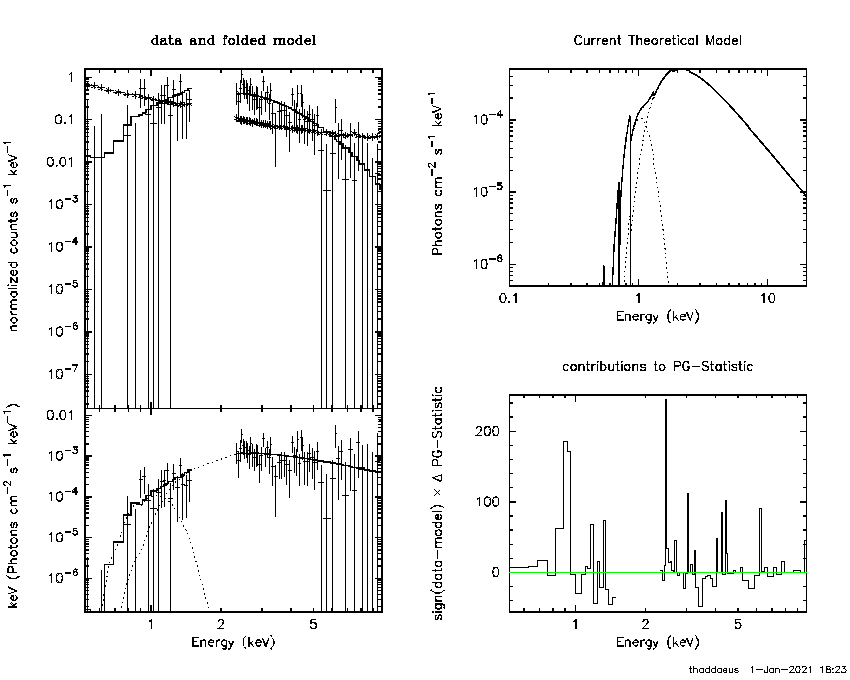 data and folded model
normalized counts s⁻¹ keV⁻¹
1
0.1
0.01
10⁻³
10⁻⁴
10⁻⁵
10⁻⁶
10⁻⁷
keV (Photons cm⁻² s⁻¹ keV⁻¹)
0.01
10⁻³
10⁻⁴
10⁻⁵
10⁻⁶
1 2 5
Energy (keV)
Current Theoretical Model
Photons cm⁻² s⁻¹ keV⁻¹
10⁻⁴
10⁻⁵
10⁻⁶
0.1 1 10
Energy (keV)
contributions to PG-Statistic
sign(data-model) × Δ PG-Statistic
200
100
0
1 2 5
Energy (keV)
thaddaeus 1-Jan-2021 18:23